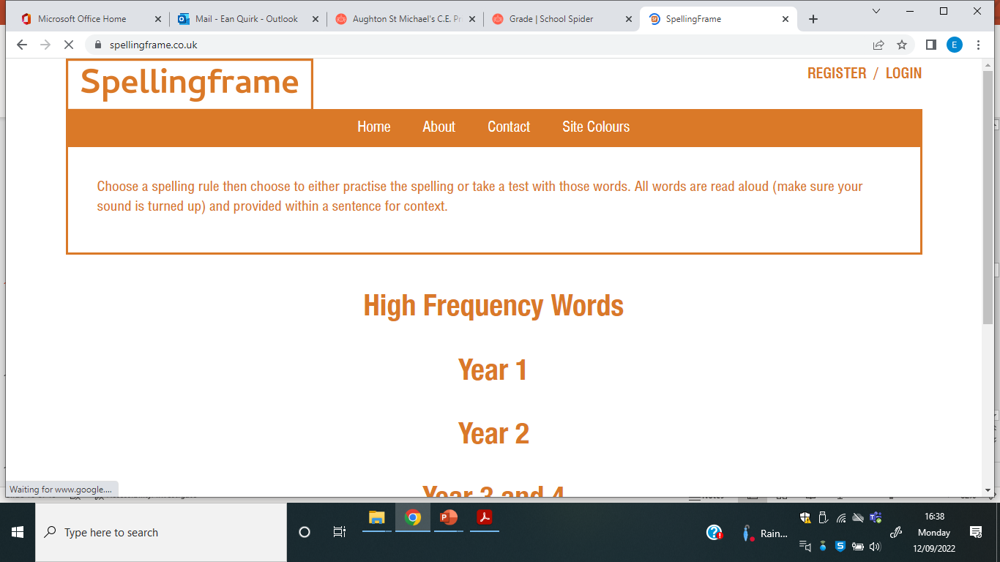 Microsoft Office Home
Mail - Ean Quirk - Outlook
Aughton St Michael's C.E. Pr
Grade | School Spider
SpellingFrame
spellingframe.co.uk
E
Spellingframe
REGISTER / LOGIN
Home About Contact Site Colours
Choose a spelling rule then choose to either practise the spelling or take a test with those words. All words are read aloud (make sure your
sound is turned up) and provided within a sentence for context.
High Frequency Words
Year 1
Year 2
Year 3 and 4
Waiting for www.google....
Type here to search
Rain...
16:38
Monday
12/09/2022